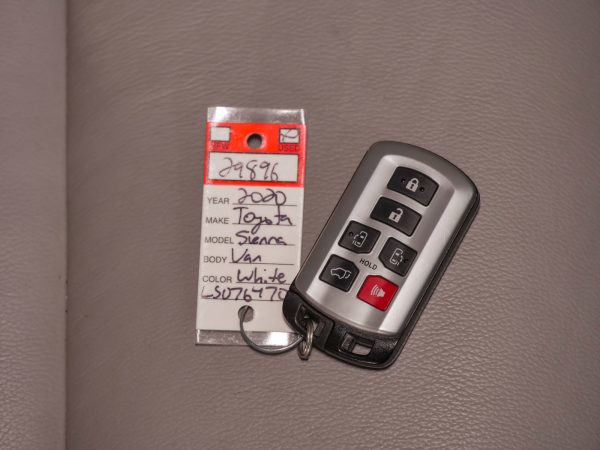 NEW USED
29896
YEAR 2020
MAKE Toyota
MODEL Sienna
BODY Van
COLOR White
LS076470
HOLD